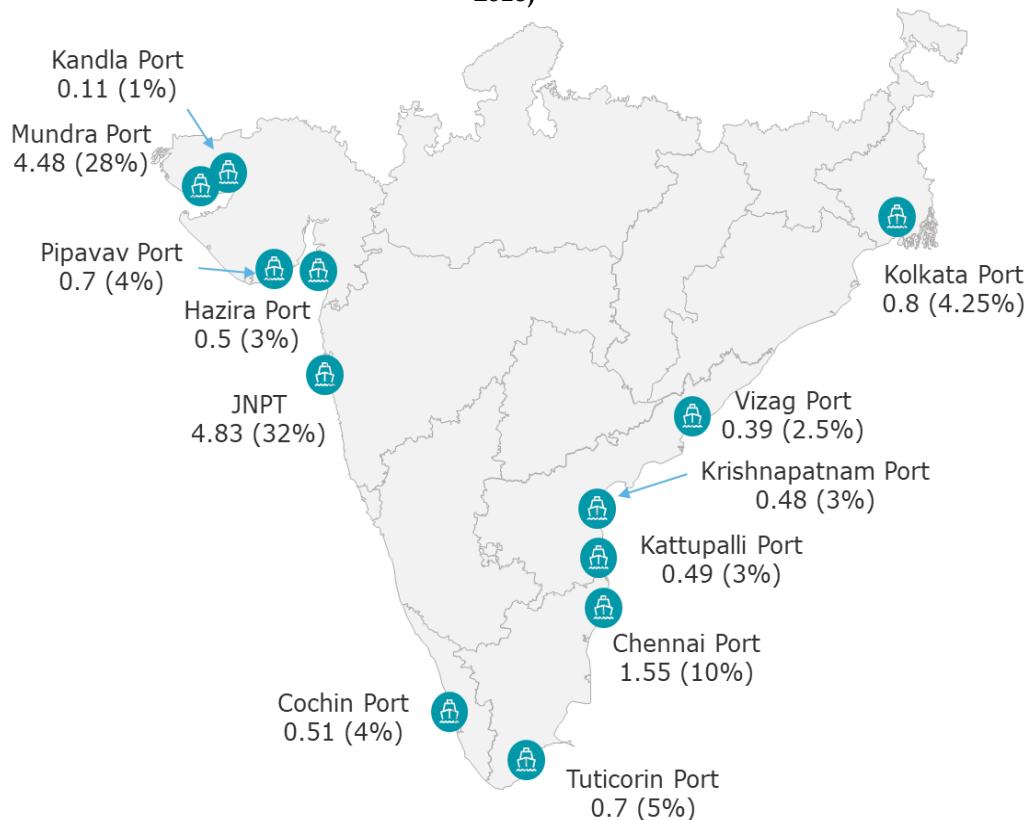 Kandla Port
0.11 (1%)
Mundra Port
4.48 (28%)
Pipavav Port
0.7 (4%)
Hazira Port
0.5 (3%)
JNPT
4.83 (32%)
Kolkata Port
0.8 (4.25%)
Vizag Port
0.39 (2.5%)
Krishnapatnam Port
0.48 (3%)
Kattupalli Port
0.49 (3%)
Chennai Port
1.55 (10%)
Cochin Port
0.51 (4%)
Tuticorin Port
0.7 (5%)